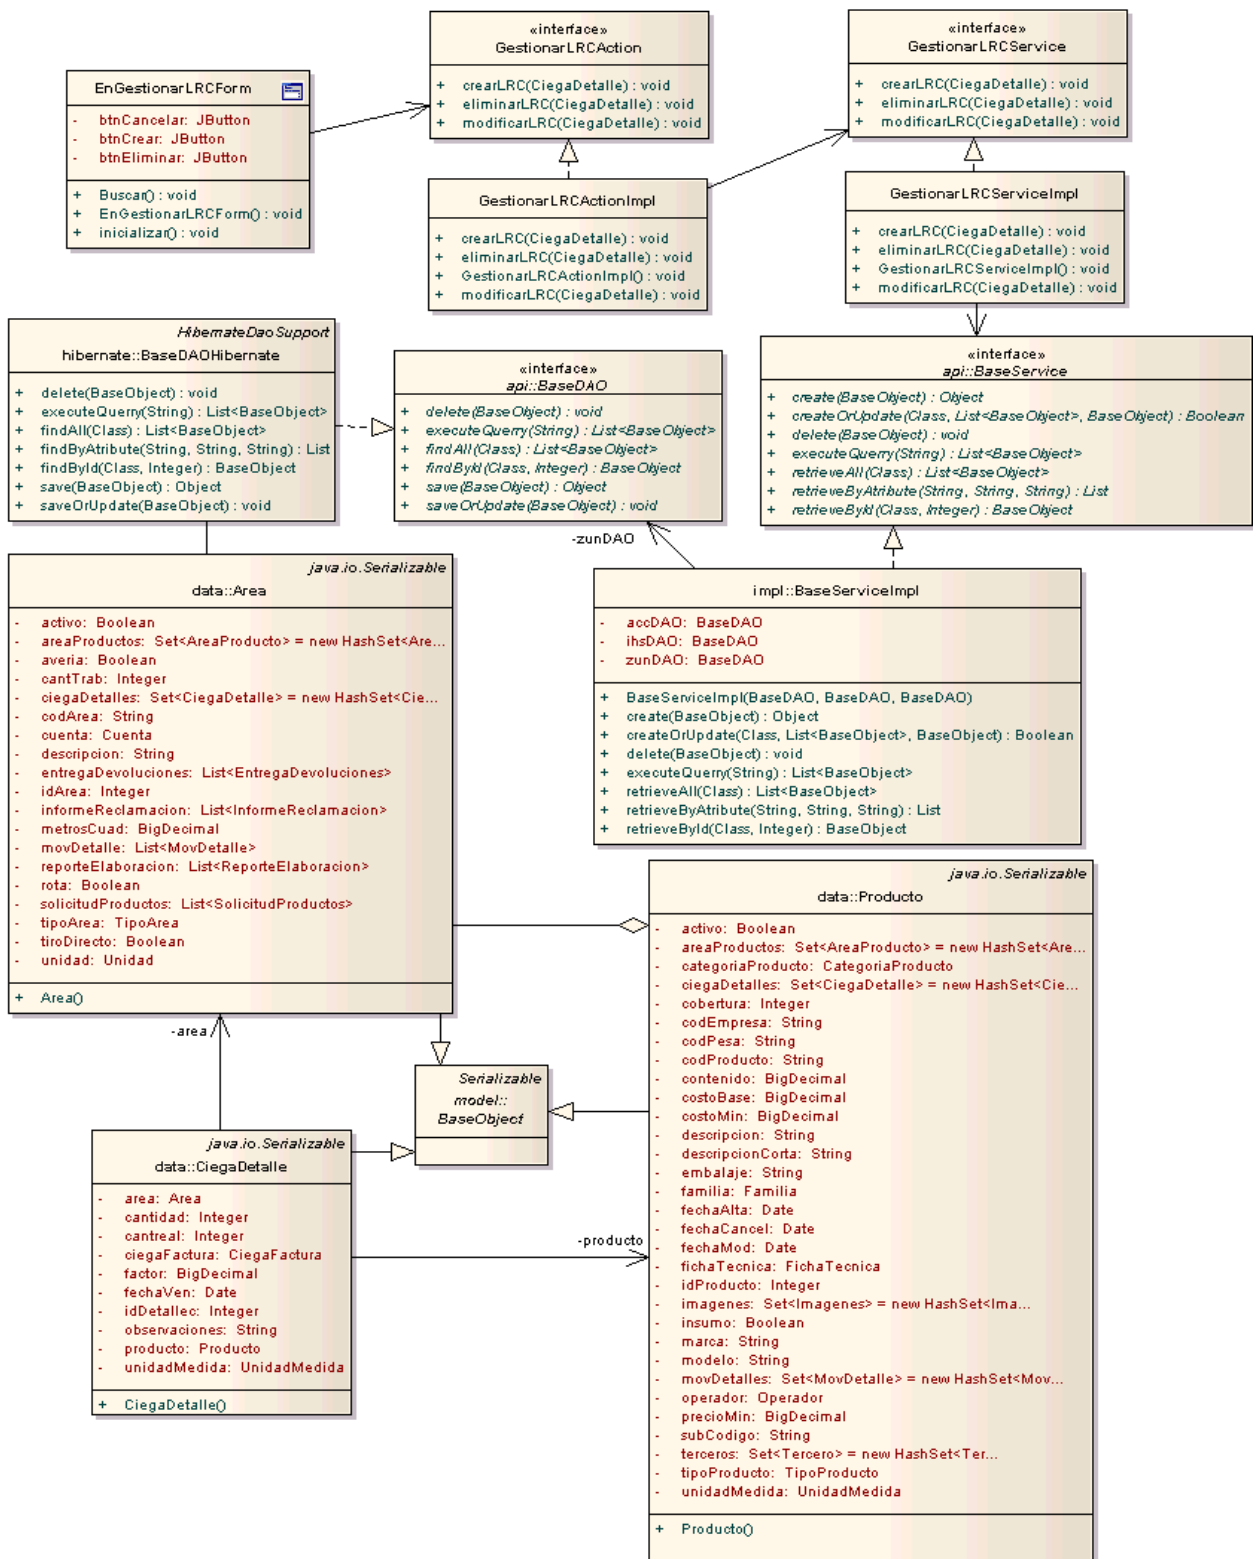 «interface»
GestionarLRCAction
+ crearLRC(CiegaDetalle) : void
+ eliminarLRC(CiegaDetalle) : void
+ modificarLRC(CiegaDetalle) : void
«interface»
GestionarLRCService
+ crearLRC(CiegaDetalle) : void
+ eliminarLRC(CiegaDetalle) : void
+ modificarLRC(CiegaDetalle) : void
EnGestionarLRCForm
- btnCancelar: JButton
- btnCrear: JButton
- btnEliminar: JButton
+ Buscar() : void
+ EnGestionarLRCForm() : void
+ inicializar() : void
GestionarLRCActionImpl
+ crearLRC(CiegaDetalle) : void
+ eliminarLRC(CiegaDetalle) : void
+ GestionarLRCActionImpl() : void
+ modificarLRC(CiegaDetalle) : void
GestionarLRCServiceImpl
+ crearLRC(CiegaDetalle) : void
+ eliminarLRC(CiegaDetalle) : void
+ GestionarLRCServiceImpl() : void
+ modificarLRC(CiegaDetalle) : void
HibernateDaoSupport
hibernate::BaseDAOHibernate
+ delete(BaseObject) : void
+ executeQuerry(String) : List<BaseObject>
+ findAll(Class) : List<BaseObject>
+ findByAtribute(String, String, String) : List
+ findById(Class, Integer) : BaseObject
+ save(BaseObject) : Object
+ saveOrUpdate(BaseObject) : void
«interface»
api::BaseDAO
+ delete(BaseObject) : void
+ executeQuerry(String) : List<BaseObject>
+ findAll(Class) : List<BaseObject>
+ findById(Class, Integer) : BaseObject
+ save(BaseObject) : Object
+ saveOrUpdate(BaseObject) : void
«interface»
api::BaseService
+ create(BaseObject) : Object
+ createOrUpdate(Class, List<BaseObject>, BaseObject) : Boolean
+ delete(BaseObject) : void
+ executeQuerry(String) : List<BaseObject>
+ retrieveAll(Class) : List<BaseObject>
+ retrieveByAtribute(String, String, String) : List
+ retrieveById(Class, Integer) : BaseObject
-zunDAO
java.io.Serializable
data::Area
- activo: Boolean
- areaProductos: Set<AreaProducto> = new HashSet<Are...
- averia: Boolean
- cantTrab: Integer
- ciegaDetalles: Set<CiegaDetalle> = new HashSet<Cie...
- codArea: String
- cuenta: Cuenta
- descripcion: String
- entregaDevoluciones: List<EntregaDevoluciones>
- idArea: Integer
- informeReclamacion: List<InformeReclamacion>
- metrosCuad: BigDecimal
- movDetalle: List<MovDetalle>
- reporteElaboracion: List<ReporteElaboracion>
- rota: Boolean
- solicitudProductos: List<SolicitudProductos>
- tipoArea: TipoArea
- tiroDirecto: Boolean
- unidad: Unidad
+ Area()
impl::BaseServiceImpl
- accDAO: BaseDAO
- ihsDAO: BaseDAO
- zunDAO: BaseDAO
+ BaseServiceImpl(BaseDAO, BaseDAO, BaseDAO)
+ create(BaseObject) : Object
+ createOrUpdate(Class, List<BaseObject>, BaseObject) : Boolean
+ delete(BaseObject) : void
+ executeQuerry(String) : List<BaseObject>
+ retrieveAll(Class) : List<BaseObject>
+ retrieveByAtribute(String, String, String) : List
+ retrieveById(Class, Integer) : BaseObject
java.io.Serializable
data::Producto
- activo: Boolean
- areaProductos: Set<AreaProducto> = new HashSet<Are...
- categoriaProducto: CategoriaProducto
- ciegaDetalles: Set<CiegaDetalle> = new HashSet<Cie...
- cobertura: Integer
- codEmpresa: String
- codPesa: String
- codProducto: String
- contenido: BigDecimal
- costoBase: BigDecimal
- costoMin: BigDecimal
- descripcion: String
- descripcionCorta: String
- embalaje: String
- familia: Familia
- fechaAlta: Date
- fechaCancel: Date
- fechaMod: Date
- fichaTecnica: FichaTecnica
- idProducto: Integer
- imagenes: Set<Imagenes> = new HashSet<Ima...
- insumo: Boolean
- marca: String
- modelo: String
- movDetalles: Set<MovDetalle> = new HashSet<Mov...
- operador: Operador
- precioMin: BigDecimal
- subCodigo: String
- terceros: Set<Tercero> = new HashSet<Ter...
- tipoProducto: TipoProducto
- unidadMedida: UnidadMedida
+ Producto()
-area
Serializable
model::
BaseObject
java.io.Serializable
data::CiegaDetalle
- area: Area
- cantidad: Integer
- cantreal: Integer
- ciegaFactura: CiegaFactura
- factor: BigDecimal
- fechaVen: Date
- idDetallec: Integer
- observaciones: String
- producto: Producto
- unidadMedida: UnidadMedida
+ CiegaDetalle()
-producto